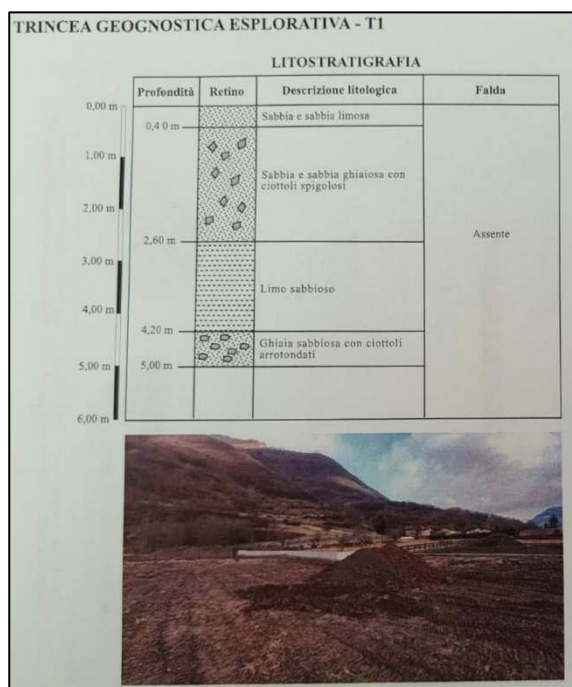 TRINCEA GEOGNOSTICA ESPLORATIVA - T1
LITOSTRATIGRAFIA
Profondità Retino Descrizione litologica Falda
0,00 m
Sabbia e sabbia limosa
0,40 m
1,00 m
Sabbia e sabbia ghiaiosa con
ciottoli spigolosi
2,00 m
Assente
2,60 m
3,00 m
Limo sabbioso
4,00 m
4,20 m
Ghiaia sabbiosa con ciottoli
arrotondati
5,00 m 5,00 m
6,00 m